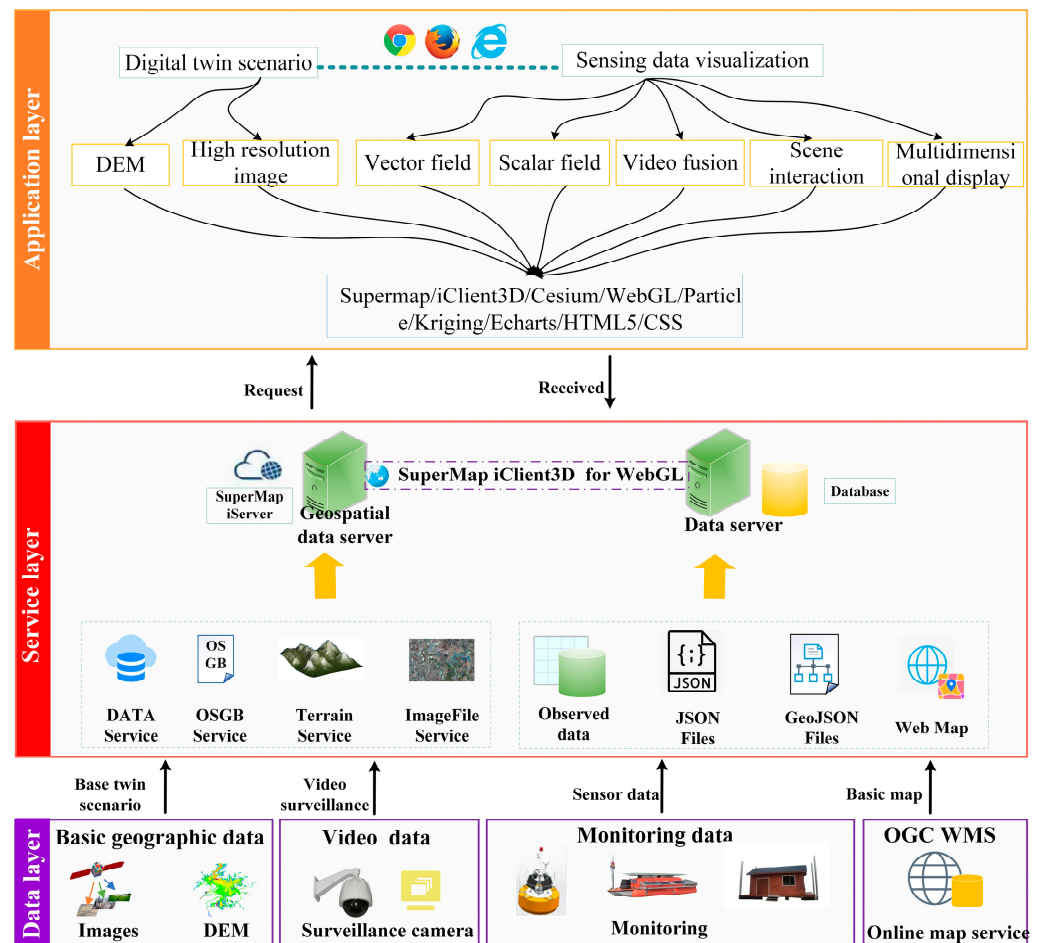 Application layer
Digital twin scenario
Sensing data visualization
DEM
High resolution
image
Vector field
Scalar field
Video fusion
Scene
interaction
Multidimensi
onal display
Supermap/iClient3D/Cesium/WebGL/Particl
e/Kriging/Echarts/HTML5/CSS
Request
Received
Service layer
SuperMap
iServer
Geospatial
data server
SuperMap iClient3D for WebGL
Data server
Database
DATA
Service
OS
GB
OSGB
Service
Terrain
Service
ImageFile
Service
Observed
data
{;}
JSON
JSON
Files
GeoJSON
Files
Web Map
Base twin
scenario
Video
surveillance
Sensor data
Basic map
Data layer
Basic geographic data
Images
DEM
Video data
Surveillance camera
Monitoring data
Monitoring
OGC WMS
Online map service